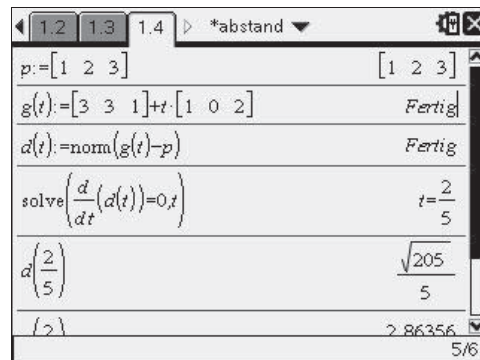 1.2 1.3 1.4 *abstand
p:=[1 2 3] [1 2 3]
g(t):=[3 3 1]+t·[1 0 2] Fertig
d(t):=norm(g(t)-p) Fertig
solve(d/dt(d(t))=0,t) t=2/5
d(2/5) √205/5
2.86356
5/6